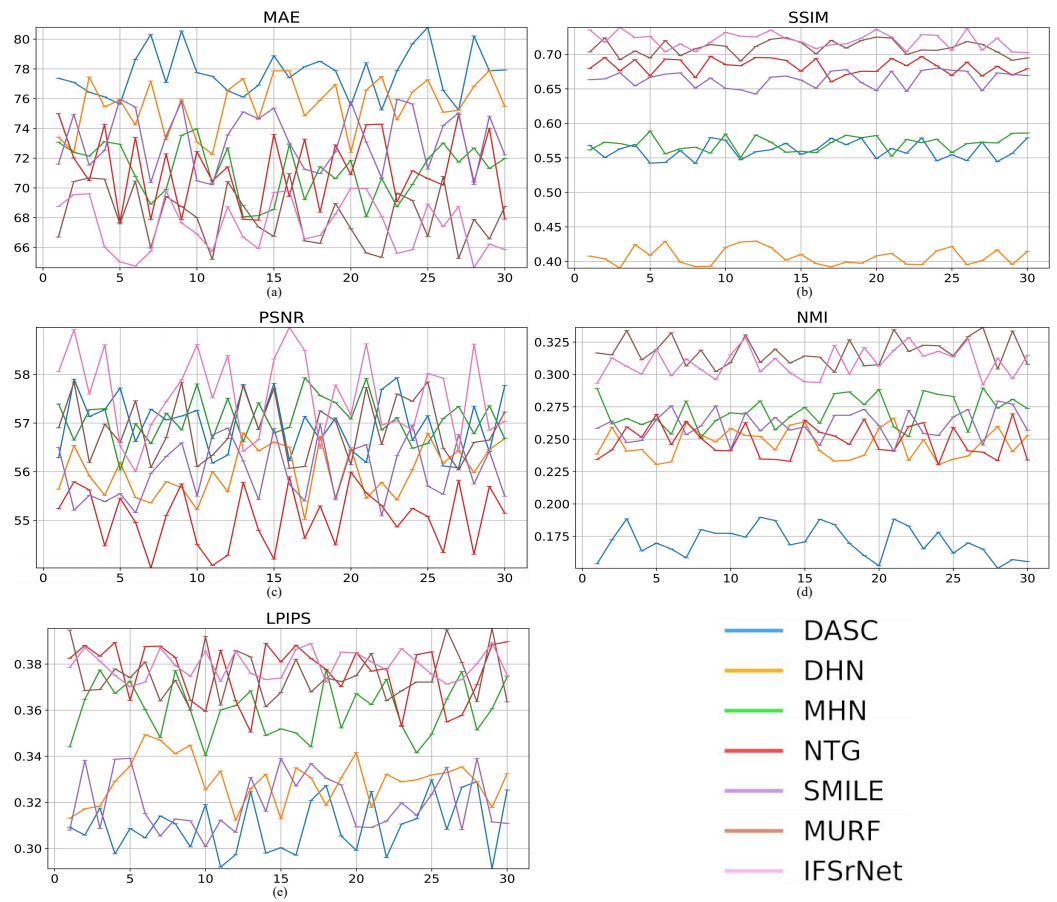 MAE
80
78
76
74
72
70
68
66
0 5 10 15 20 25 30
(a)
SSIM
0.70
0.65
0.60
0.55
0.50
0.45
0.40
0 5 10 15 20 25 30
(b)
PSNR
58
57
56
55
0 5 10 15 20 25 30
(c)
NMI
0.325
0.300
0.275
0.250
0.225
0.200
0.175
0 5 10 15 20 25 30
(d)
LPIPS
0.38
0.36
0.34
0.32
0.30
0 5 10 15 20 25 30
(e)
DASC
DHN
MHN
NTG
SMILE
MURF
IFSrNet